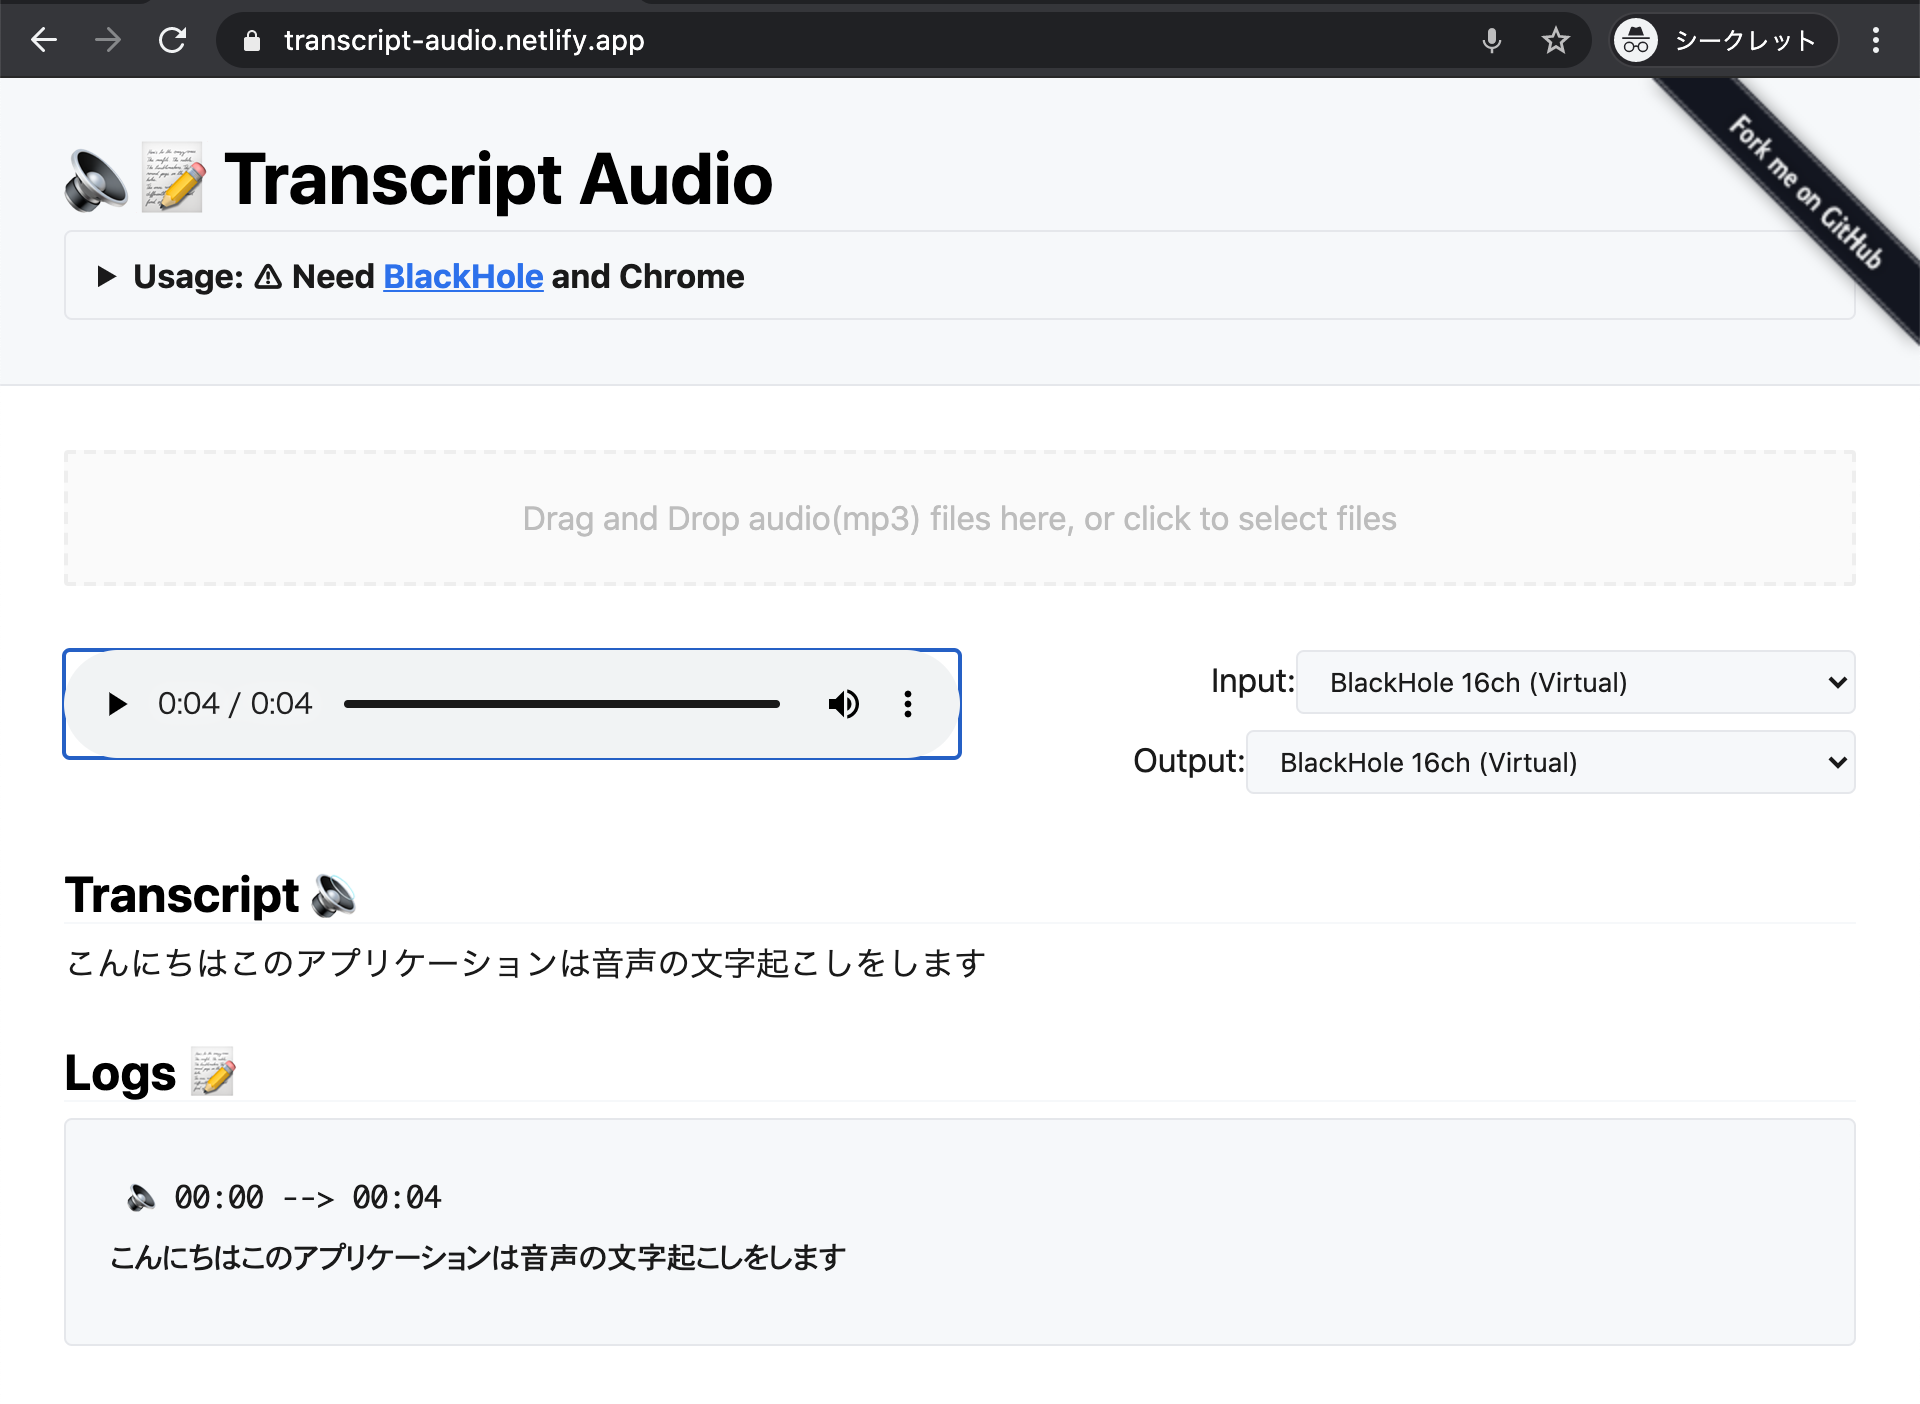 transcript-audio.netlify.app
シークレット
Fork me on GitHub
🔊📝 Transcript Audio
▶ Usage: ⚠ Need BlackHole and Chrome
Drag and Drop audio(mp3) files here, or click to select files
0:04 / 0:04
Input: BlackHole 16ch (Virtual)
Output: BlackHole 16ch (Virtual)
Transcript 🔊
こんにちはこのアプリケーションは音声の文字起こしをします
Logs 📝
🔈 00:00 --> 00:04
こんにちはこのアプリケーションは音声の文字起こしをします